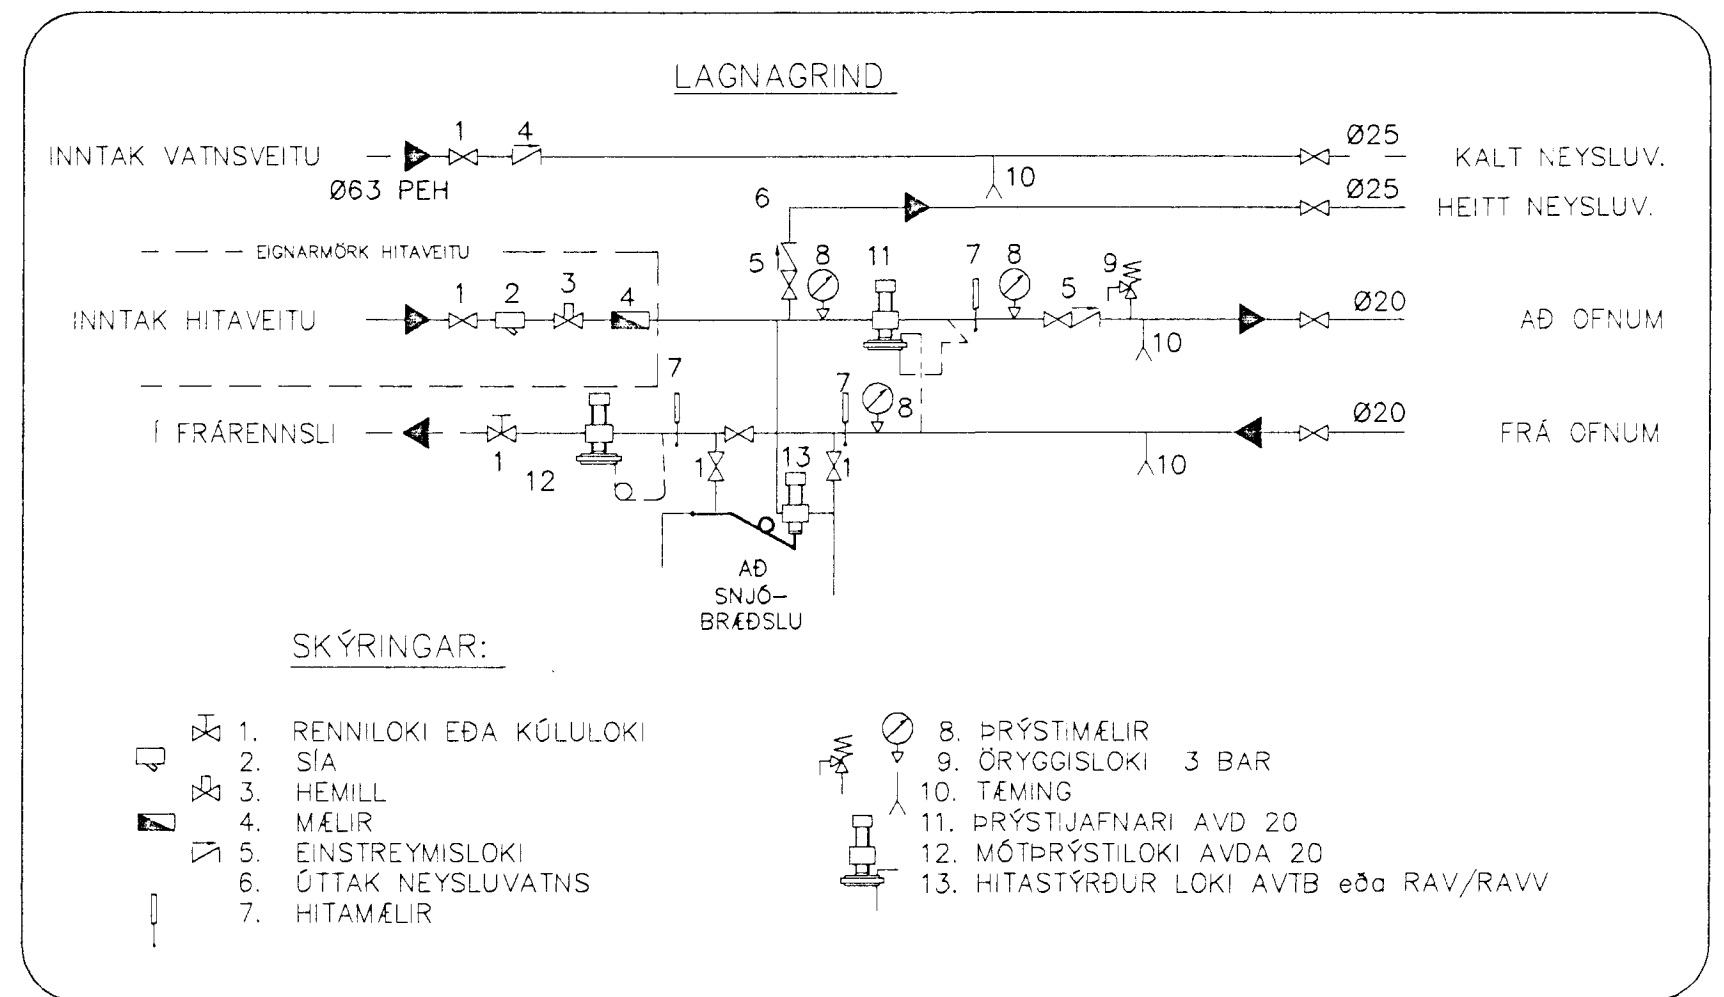 LAGNAGRIND
INNTAK VATNSVEITU
1
4
Ø25
KALT NEYSLUV.
Ø63 PEH
10
6
Ø25
HEITT NEYSLUV.
EIGNARMÖRK HITAVEITU
5
8
11
7
8
9
5
INNTAK HITAVEITU
1
2
3
4
Ø20
AÐ OFNUM
10
7
7
8
Ø20
Í FRÁRENNSLI
1
12
1
13
1
10
FRÁ OFNUM
AÐ
SNJÓ-
BRÆÐSLU
SKÝRINGAR:
1. RENNILOKI EÐA KÚLULOKI
2. SÍA
3. HEMILL
4. MÆLIR
5. EINSTREYMISLOKI
6. ÚTTAK NEYSLUVATNS
7. HITAMÆLIR
8. ÞRÝSTIMÆLIR
9. ÖRYGGISLOKI 3 BAR
10. TÆMING
11. ÞRÝSTIJAFNARI AVD 20
12. MÓTÞRÝSTILOKI AVDA 20
13. HITASTÝRÐUR LOKI AVTB eða RAV/RAVV